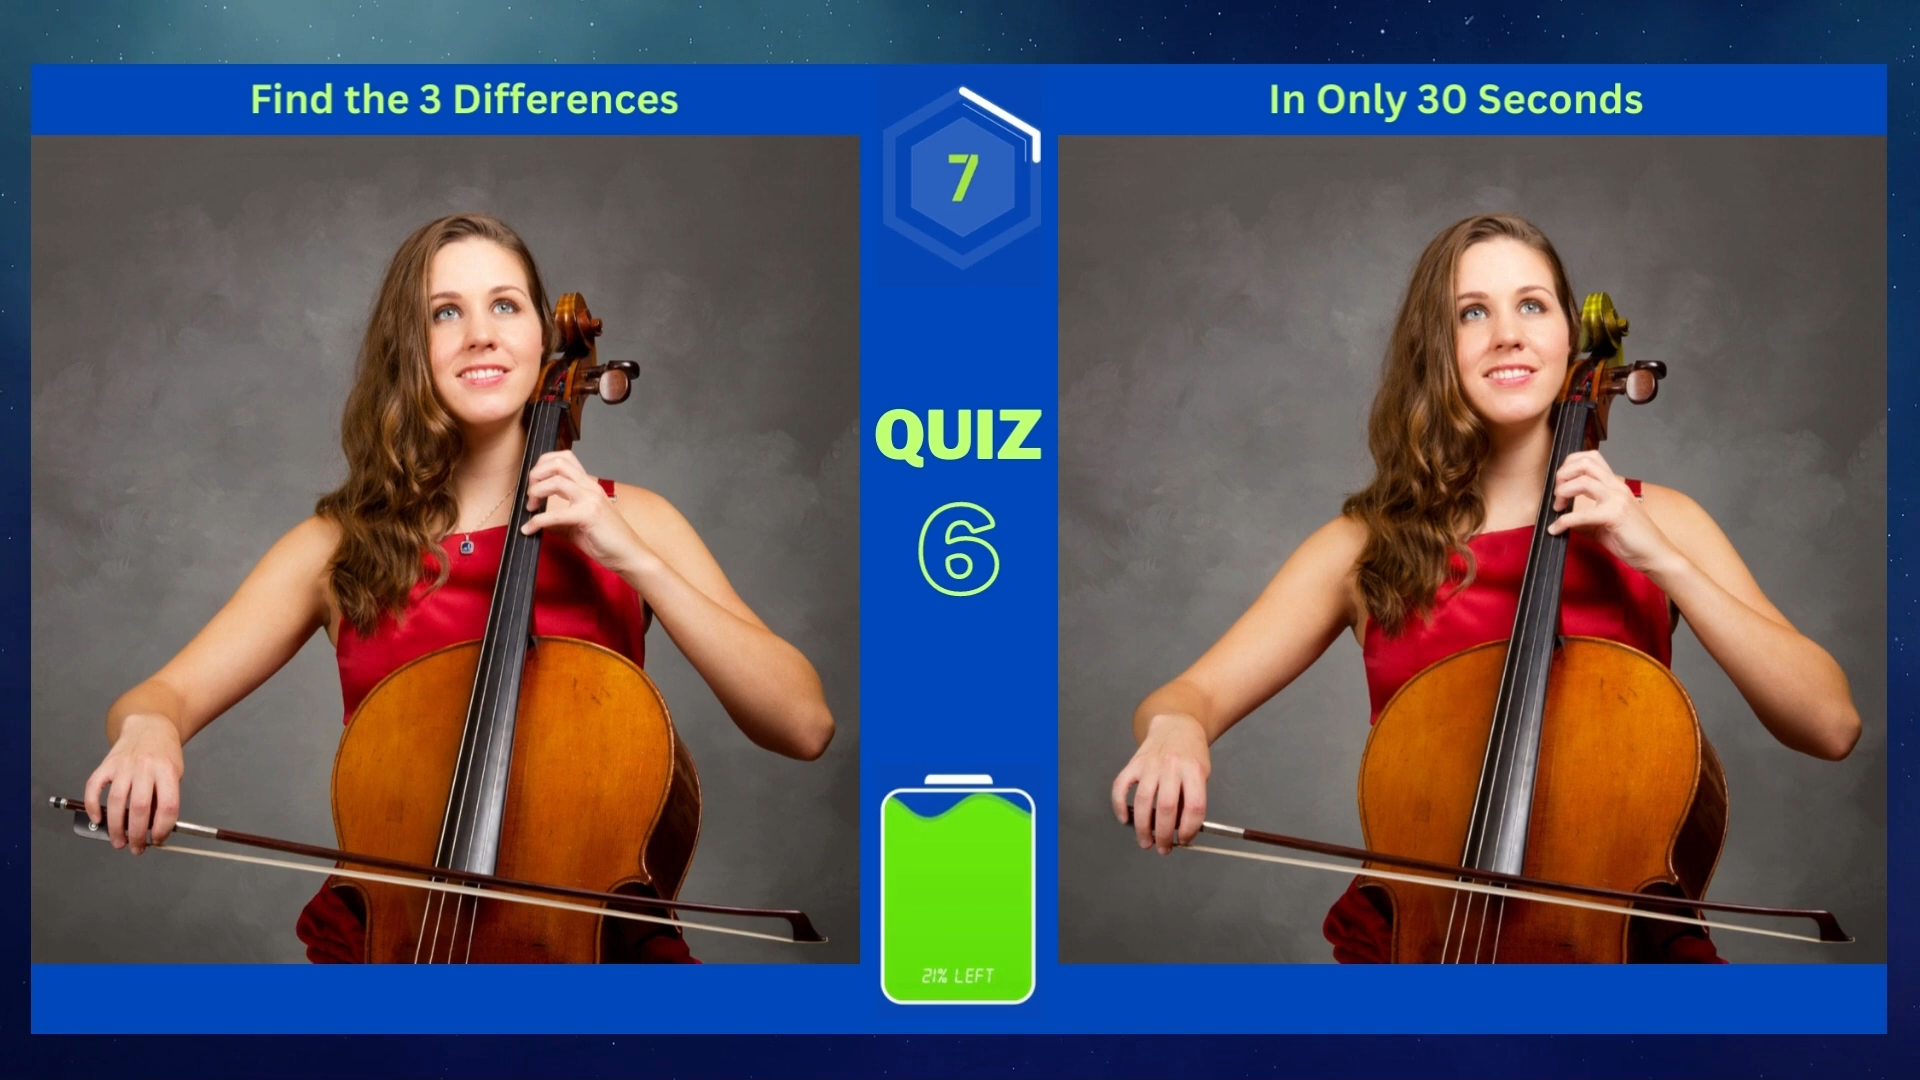 Find the 3 Differences
In Only 30 Seconds
7
QUIZ
6
21% LEFT